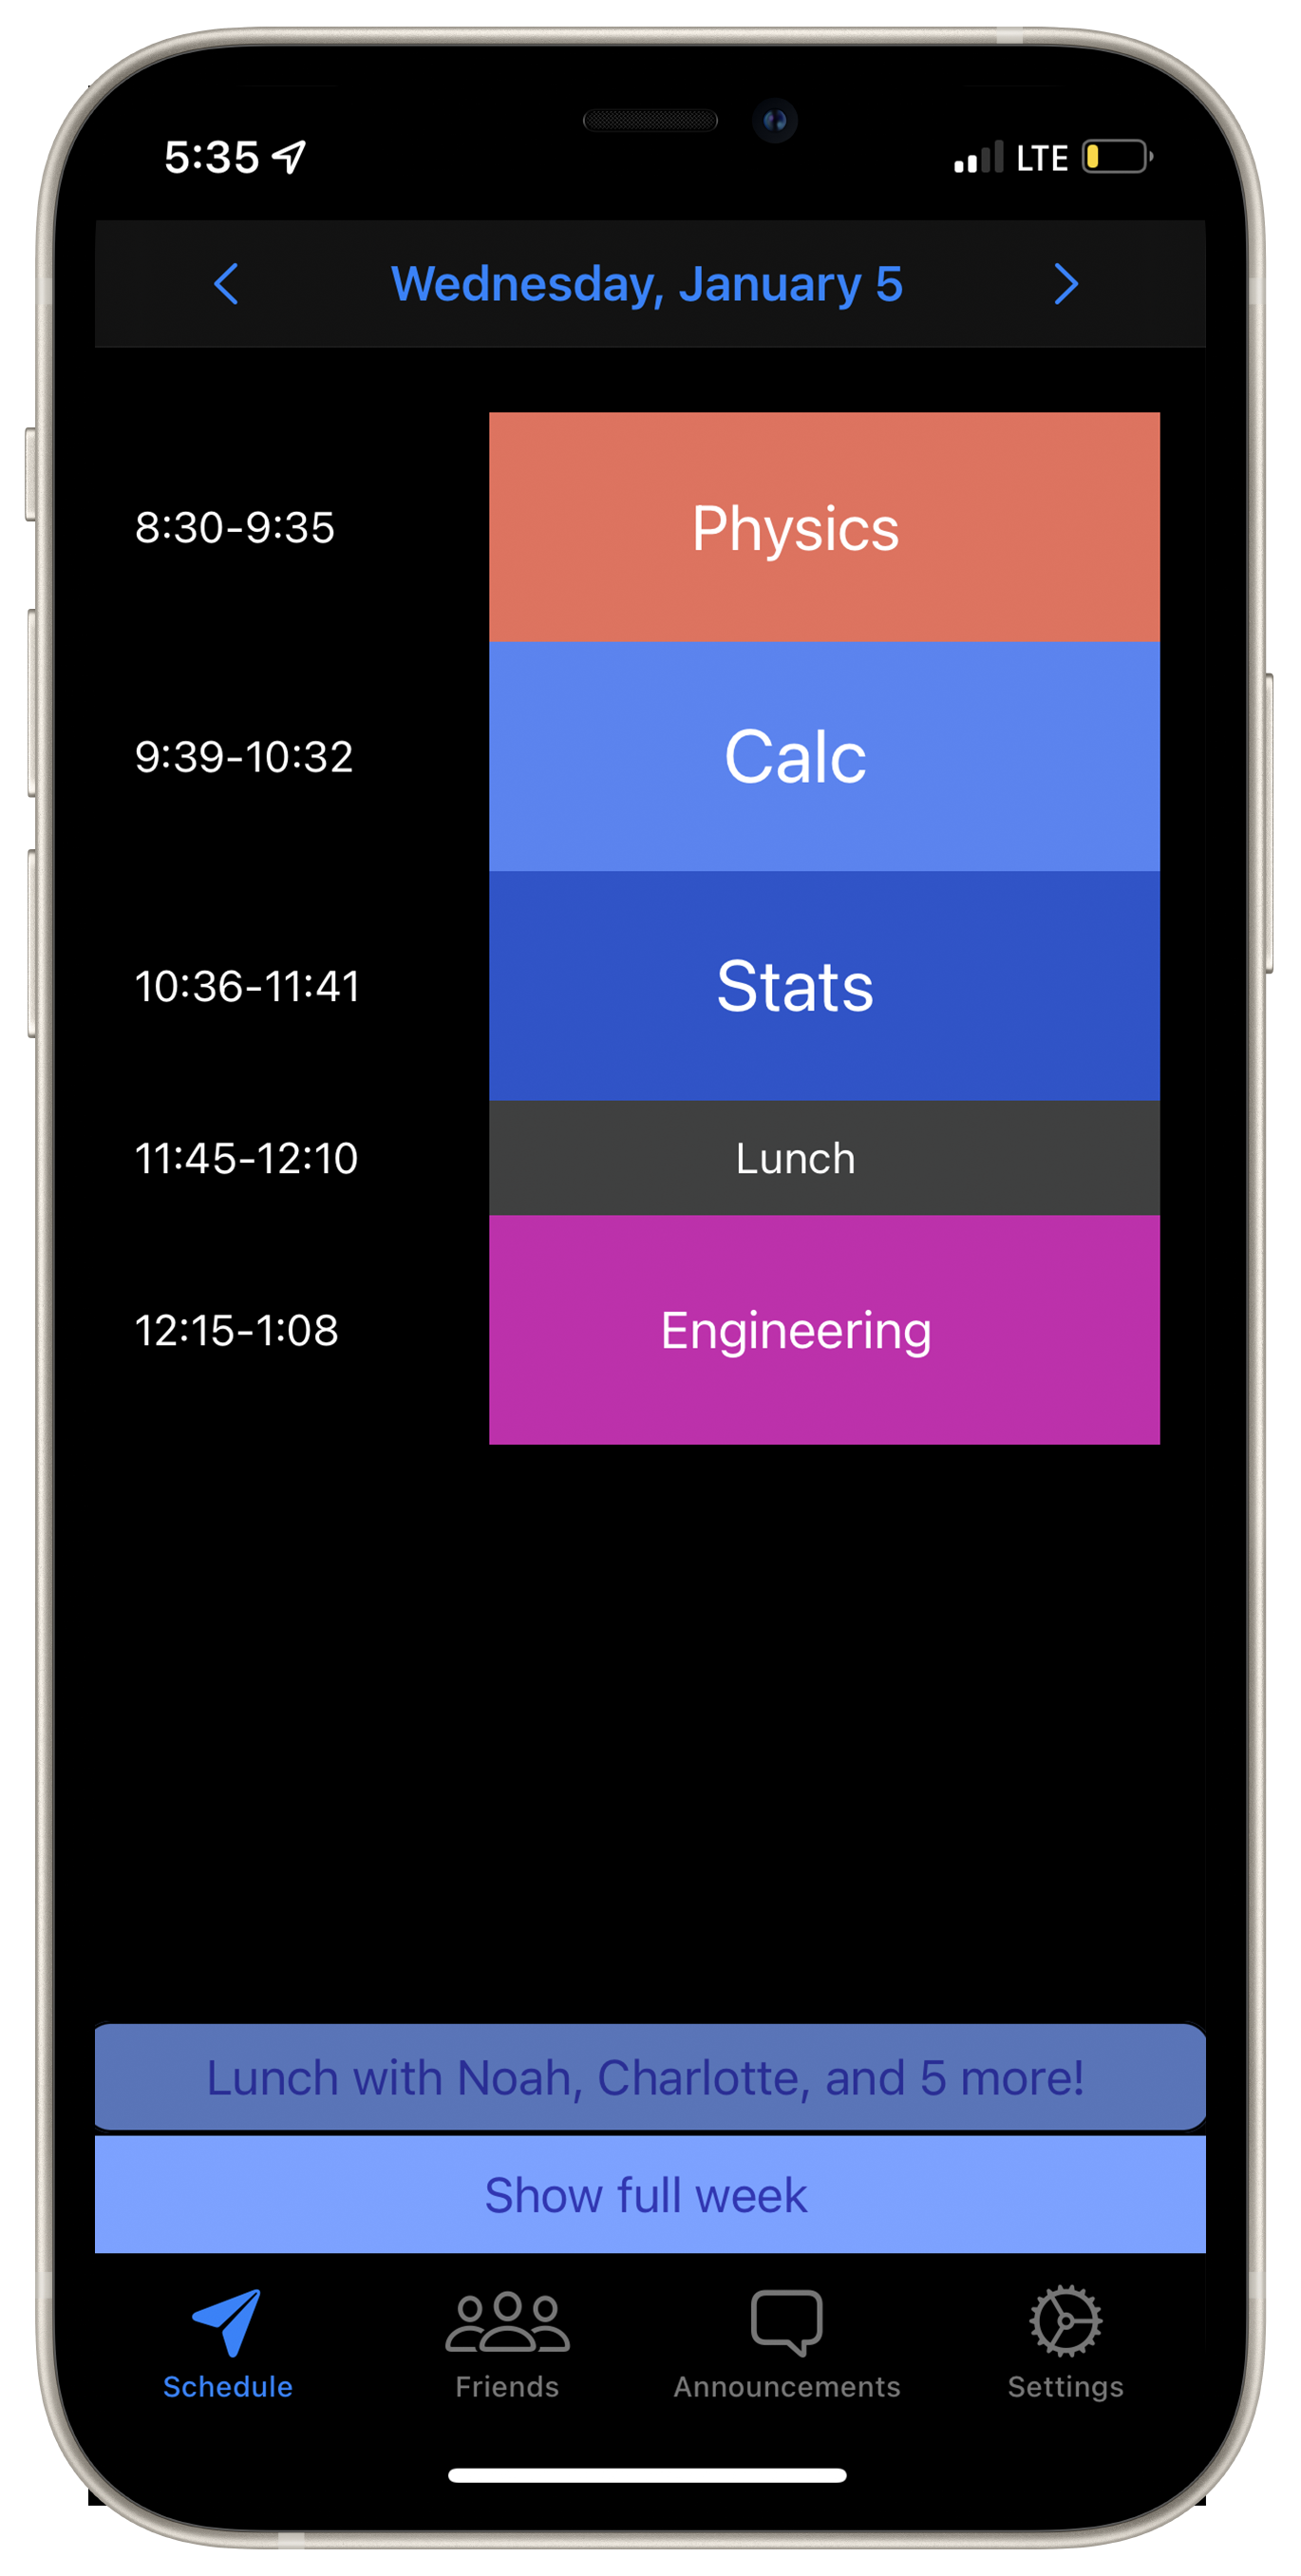 5:35 LTE
Wednesday, January 5
8:30-9:35 Physics
9:39-10:32 Calc
10:36-11:41 Stats
11:45-12:10 Lunch
12:15-1:08 Engineering
Lunch with Noah, Charlotte, and 5 more!
Show full week
Schedule Friends Announcements Settings